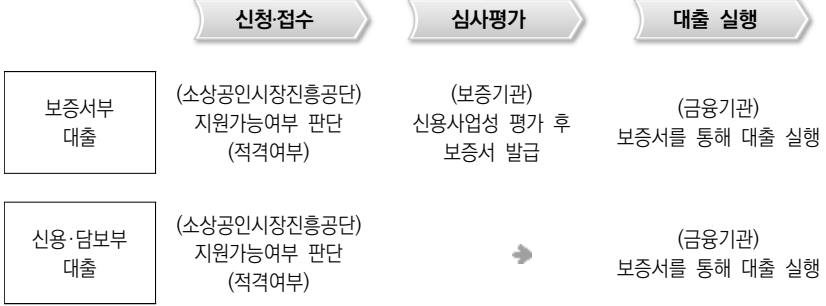 신청·접수
심사평가
대출 실행
보증서부
대출
(소상공인시장진흥공단)
지원가능여부 판단
(적격여부)
(보증기관)
신용사업성 평가 후
보증서 발급
(금융기관)
보증서를 통해 대출 실행
신용·담보부
대출
(소상공인시장진흥공단)
지원가능여부 판단
(적격여부)
(금융기관)
보증서를 통해 대출 실행